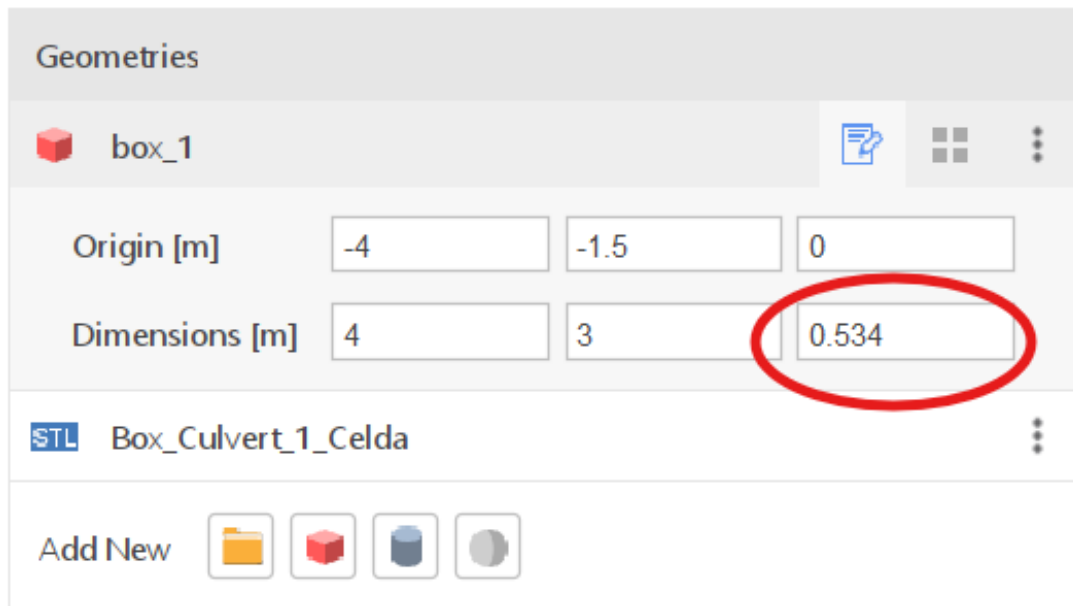 Geometries
box_1
Origin [m] -4 -1.5 0
Dimensions [m] 4 3 0.534
STL Box_Culvert_1_Celda
Add New